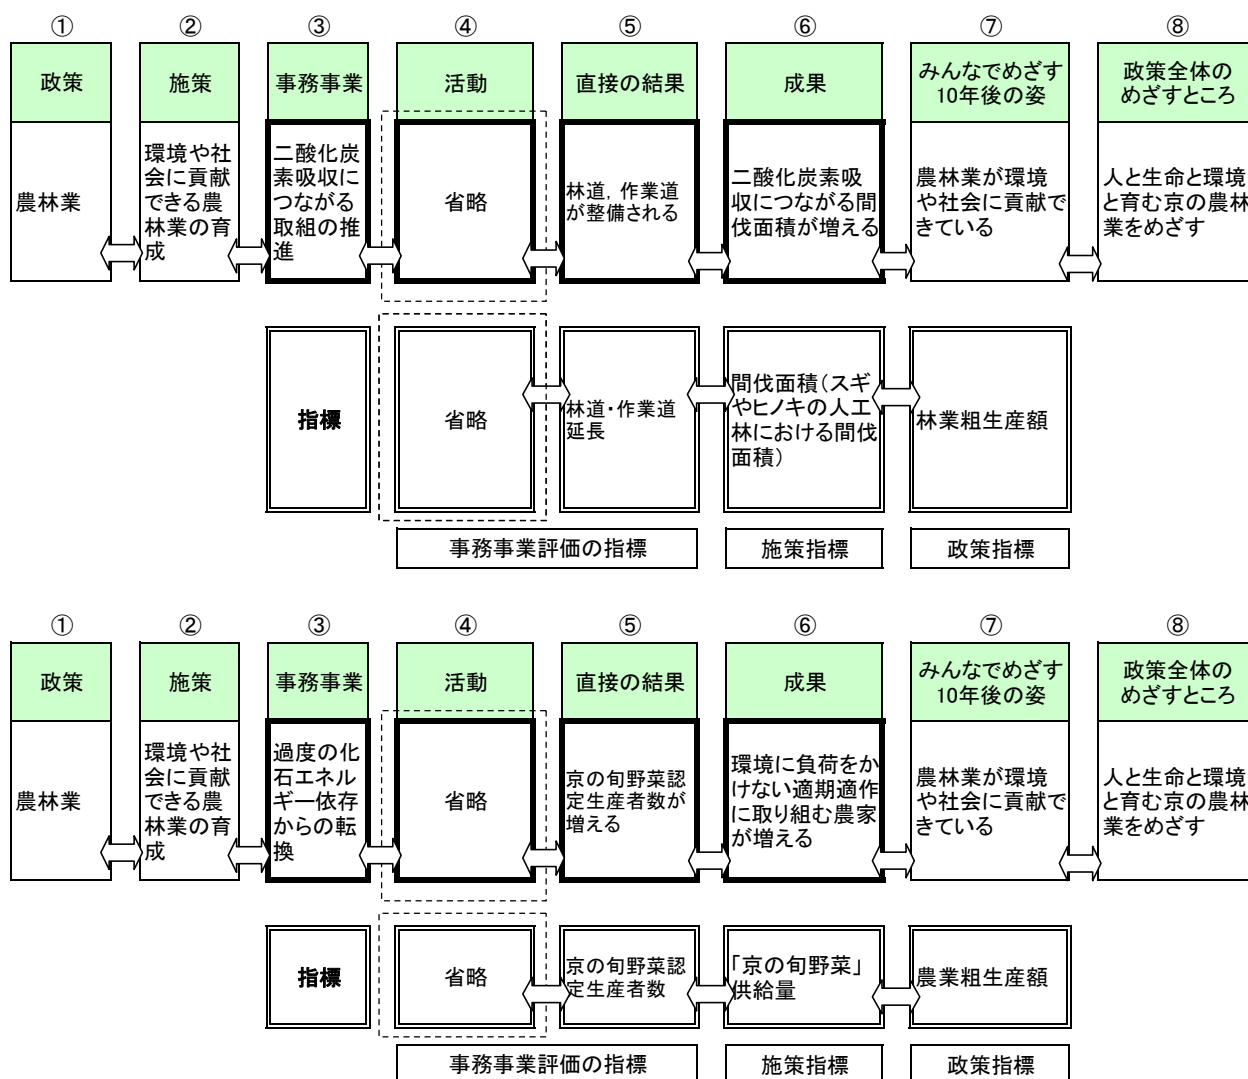 ① ② ③ ④ ⑤ ⑥ ⑦ ⑧
政策
施策
事務事業
活動
直接の結果
成果
みんなでめざす
10年後の姿
政策全体の
めざすところ
農林業
環境や社
会に貢献
できる農
林業の育
成
二酸化炭
素吸収に
つながる
取組の推
進
省略
林道，作業道
が整備される
二酸化炭素吸
収につながる間
伐面積が増える
農林業が環境
や社会に貢献で
きている
人と生命と環境
と育む京の農林
業をめざす
指標
省略
林道・作業道
延長
間伐面積（スギ
やヒノキの人工
林における間伐
面積）
林業粗生産額
事務事業評価の指標
施策指標
政策指標
① ② ③ ④ ⑤ ⑥ ⑦ ⑧
政策
施策
事務事業
活動
直接の結果
成果
みんなでめざす
10年後の姿
政策全体の
めざすところ
農林業
環境や社
会に貢献
できる農
林業の育
成
過度の化
石エネル
ギー依存
からの転
換
省略
京の旬野菜認
定生産者数が
増える
環境に負荷をか
けない適期適作
に取り組む農家
が増える
農林業が環境
や社会に貢献で
きている
人と生命と環境
と育む京の農林
業をめざす
指標
省略
京の旬野菜認
定生産者数
「京の旬野菜」
供給量
農業粗生産額
事務事業評価の指標
施策指標
政策指標